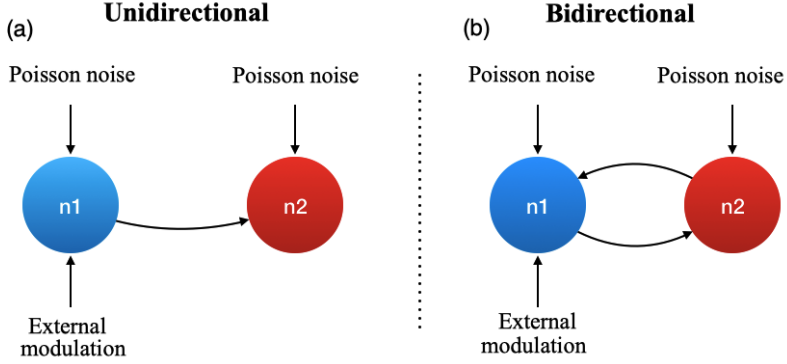 (a)
Unidirectional
Poisson noise
Poisson noise
n1
n2
External
modulation
(b)
Bidirectional
Poisson noise
Poisson noise
n1
n2
External
modulation